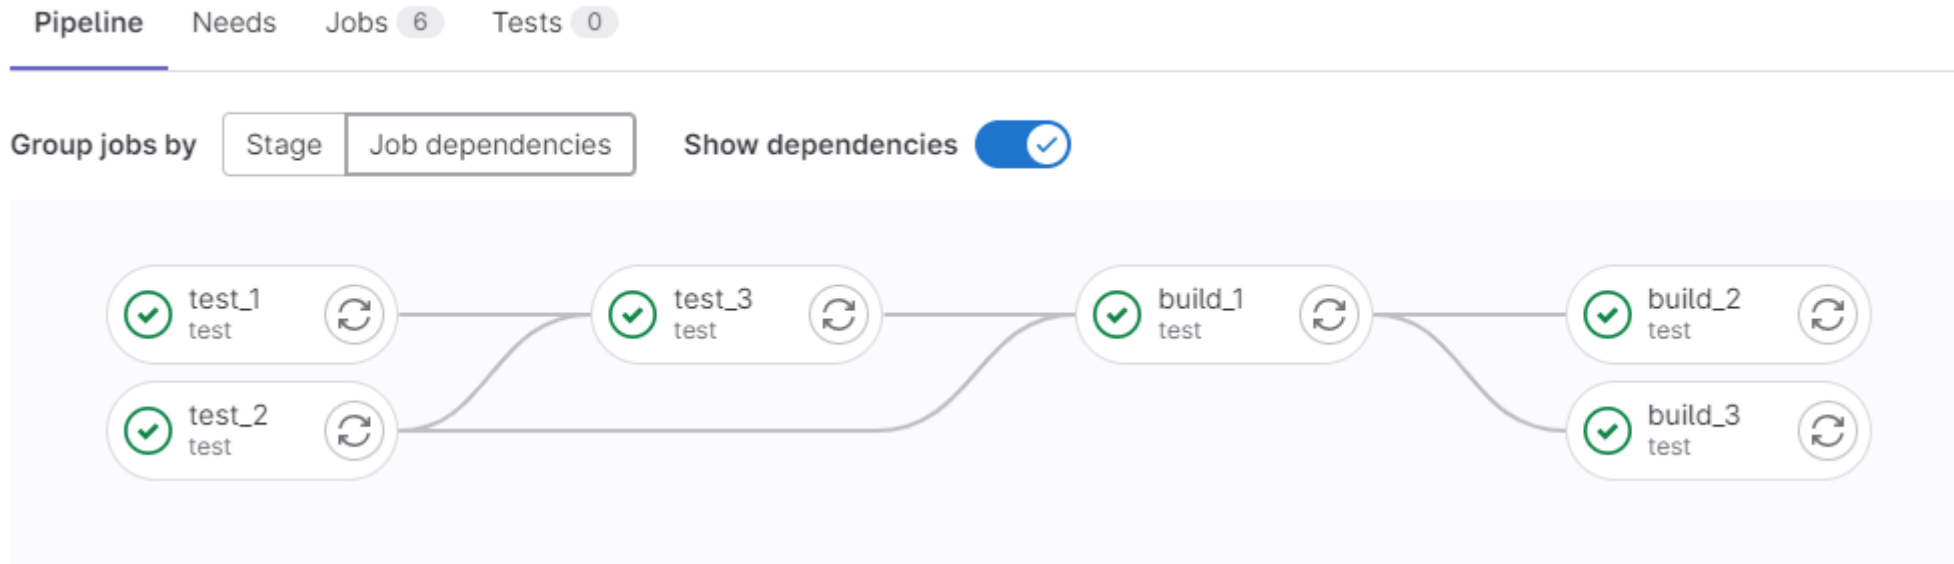 Pipeline Needs Jobs 6 Tests 0
Group jobs by Stage Job dependencies Show dependencies
test_1
test
test_3
test
build_1
test
build_2
test
test_2
test
build_3
test